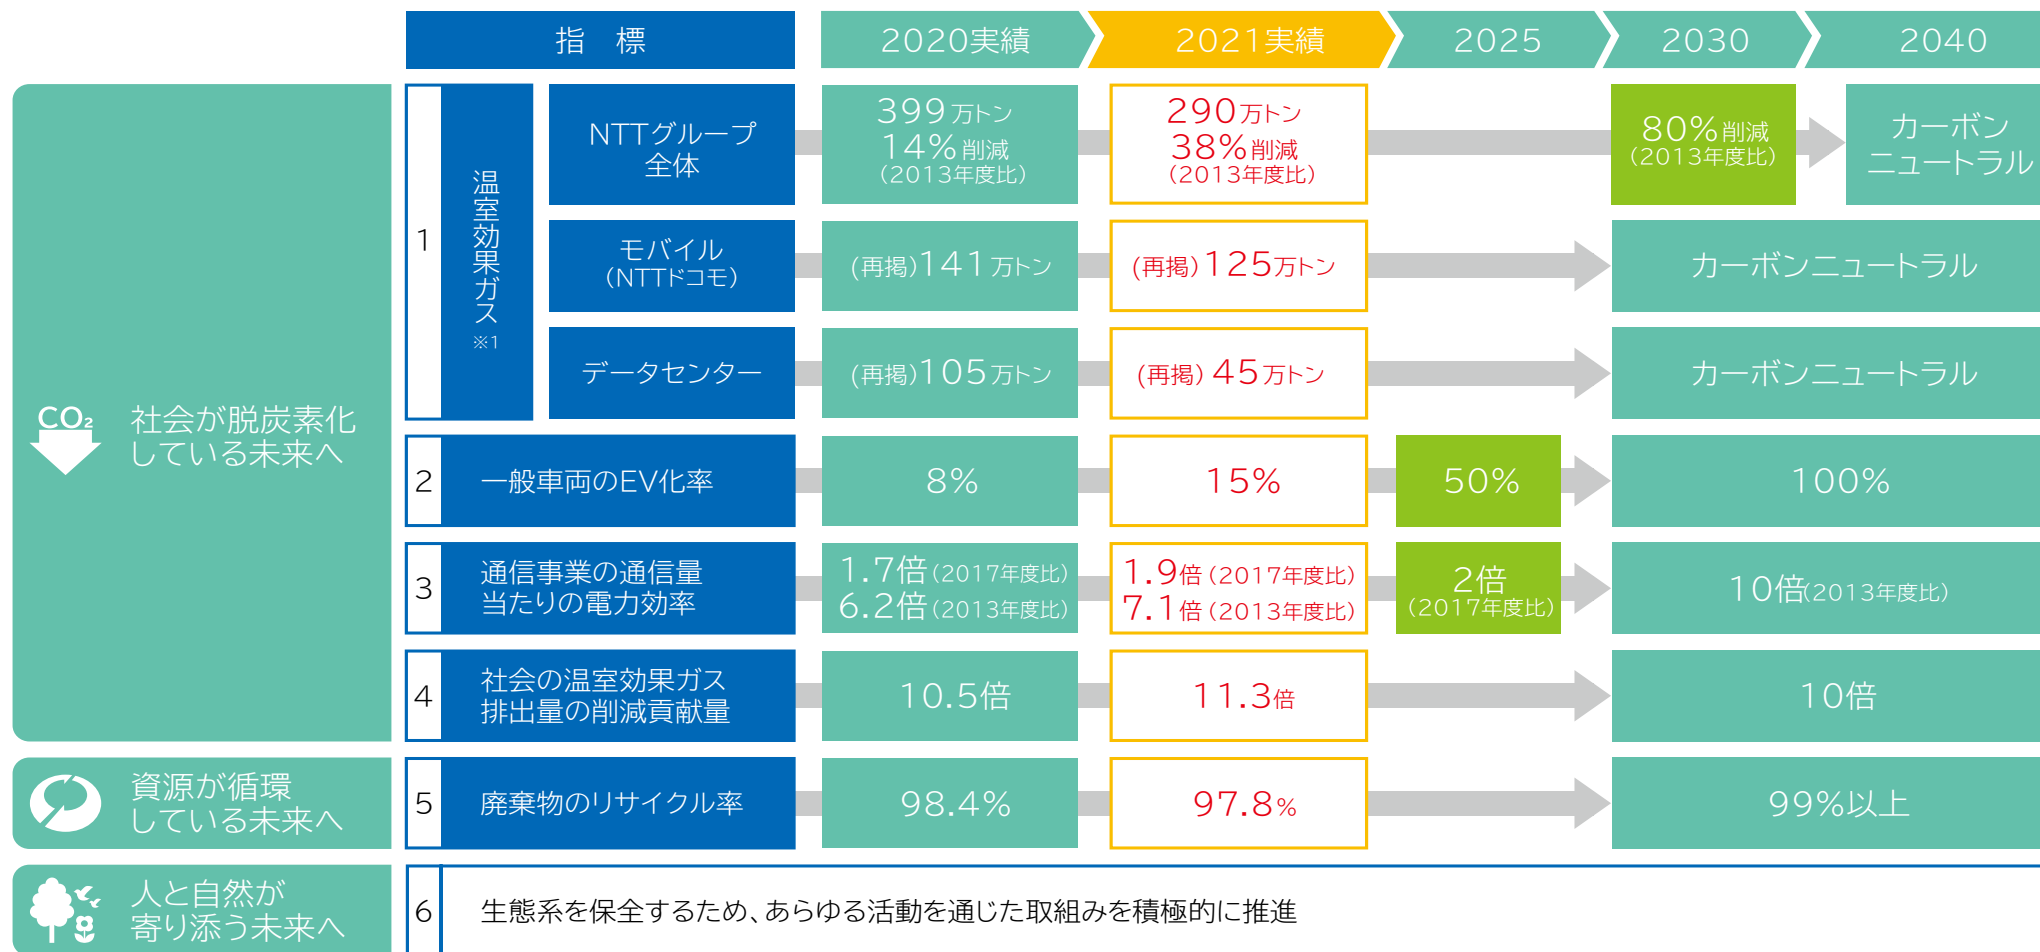 指 標
2020実績
2021実績
2025
2030
2040
CO₂
社会が脱炭素化
している未来へ
1
温室効果ガス
※1
NTTグループ
全体
399万トン
14%削減
(2013年度比)
290万トン
38%削減
(2013年度比)
80%削減
(2013年度比)
カーボン
ニュートラル
モバイル
(NTTドコモ)
(再掲)141万トン
(再掲)125万トン
カーボンニュートラル
データセンター
(再掲)105万トン
(再掲)45万トン
カーボンニュートラル
2
一般車両のEV化率
8%
15%
50%
100%
3
通信事業の通信量
当たりの電力効率
1.7倍(2017年度比)
6.2倍(2013年度比)
1.9倍(2017年度比)
7.1倍(2013年度比)
2倍
(2017年度比)
10倍(2013年度比)
4
社会の温室効果ガス
排出量の削減貢献量
10.5倍
11.3倍
10倍
資源が循環
している未来へ
5
廃棄物のリサイクル率
98.4%
97.8%
99%以上
人と自然が
寄り添う未来へ
6
生態系を保全するため、あらゆる活動を通じた取組みを積極的に推進